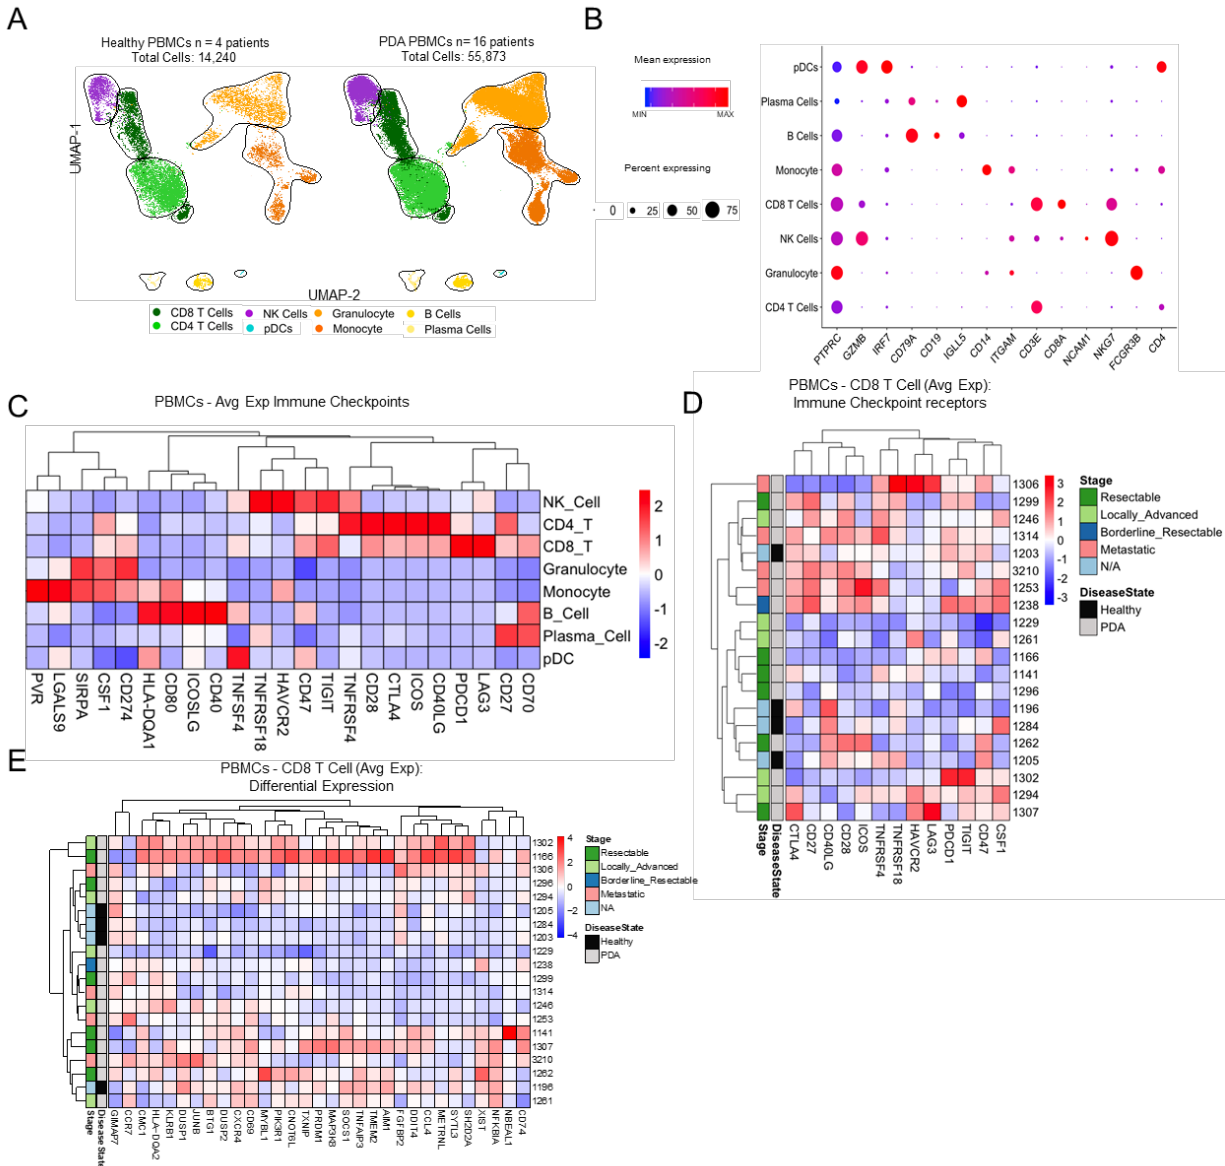 A
Healthy PBMCs n = 4 patients
Total Cells: 14,240
PDA PBMCs n= 16 patients
Total Cells: 55,873
UMAP-1
UMAP-2
CD8 T Cells
CD4 T Cells
NK Cells
pDCs
Granulocyte
Monocyte
B Cells
Plasma Cells
B
Mean expression
MIN
MAX
Percent expressing
0
25
50
75
pDCs
Plasma Cells
B Cells
Monocyte
CD8 T Cells
NK Cells
Granulocyte
CD4 T Cells
PTPRC
GZMB
IRF7
CD79A
CD19
IGLL5
CD14
ITGAM
CD3E
CD8A
NCAM1
NKG7
FCGR3B
CD4
C
PBMCs - Avg Exp Immune Checkpoints
NK_Cell
CD4_T
CD8_T
Granulocyte
Monocyte
B_Cell
Plasma_Cell
pDC
2
1
0
-1
-2
PVR
LGALS9
SIRPA
CSF1
CD274
HLA-DQA1
CD80
ICOSLG
CD40
TNFSF4
TNFRSF18
HAVCR2
CD47
TIGIT
TNFRSF4
CD28
CTLA4
ICOS
CD40LG
PDCD1
LAG3
CD27
CD70
D
PBMCs - CD8 T Cell (Avg Exp):
Immune Checkpoint receptors
1306
1299
1246
1314
1203
3210
1253
1238
1229
1261
1166
1141
1296
1196
1284
1262
1205
1302
1294
1307
3
2
1
0
-1
-2
-3
Stage
Resectable
Locally_Advanced
Borderline_Resectable
Metastatic
N/A
DiseaseState
Healthy
PDA
Stage
DiseaseState
CTLA4
CD27
CD40LG
CD28
ICOS
TNFRSF4
TNFRSF18
HAVCR2
LAG3
PDCD1
TIGIT
CD47
CSF1
E
PBMCs - CD8 T Cell (Avg Exp):
Differential Expression
1302
1166
1306
1296
1294
1205
1284
1203
1229
1238
1299
1314
1246
1253
1141
1307
3210
1262
1196
1261
4
2
0
-2
-4
Stage
Resectable
Locally_Advanced
Borderline_Resectable
Metastatic
NA
DiseaseState
Healthy
PDA
Stage
Disease State
GIMAP7
CCR7
CMC1
HLA-DQA2
KLRB1
DUSP1
JUNB
BTG1
DUSP2
CXCR4
CD69
MYBL1
PIK3R1
CNOT6L
TXNIP
PRDM1
MAP3H8
SOCS1
TNFAIP3
TMEM2
AIM1
FGFBP2
DDIT4
CCL4
METRNL
SYTL3
SH2D2A
XIST
NFKBIA
NBEAL1
CD74